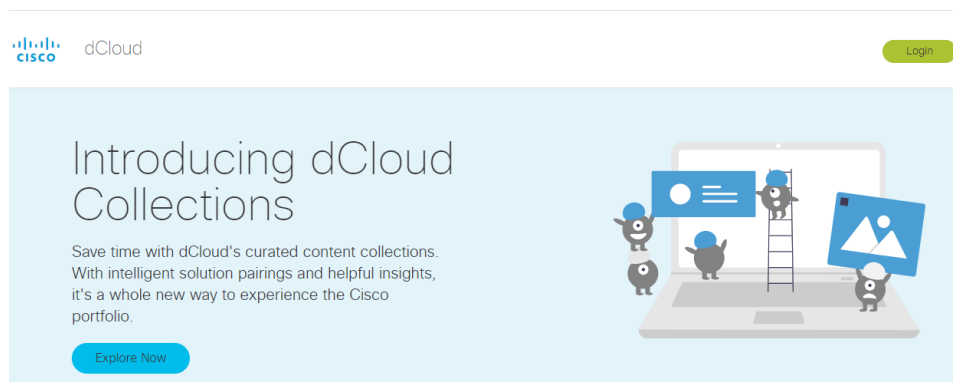 CISCO
dCloud
Login
Introducing dCloud
Collections
Save time with dCloud's curated content collections.
With intelligent solution pairings and helpful insights,
it's a whole new way to experience the Cisco
portfolio.
Explore Now